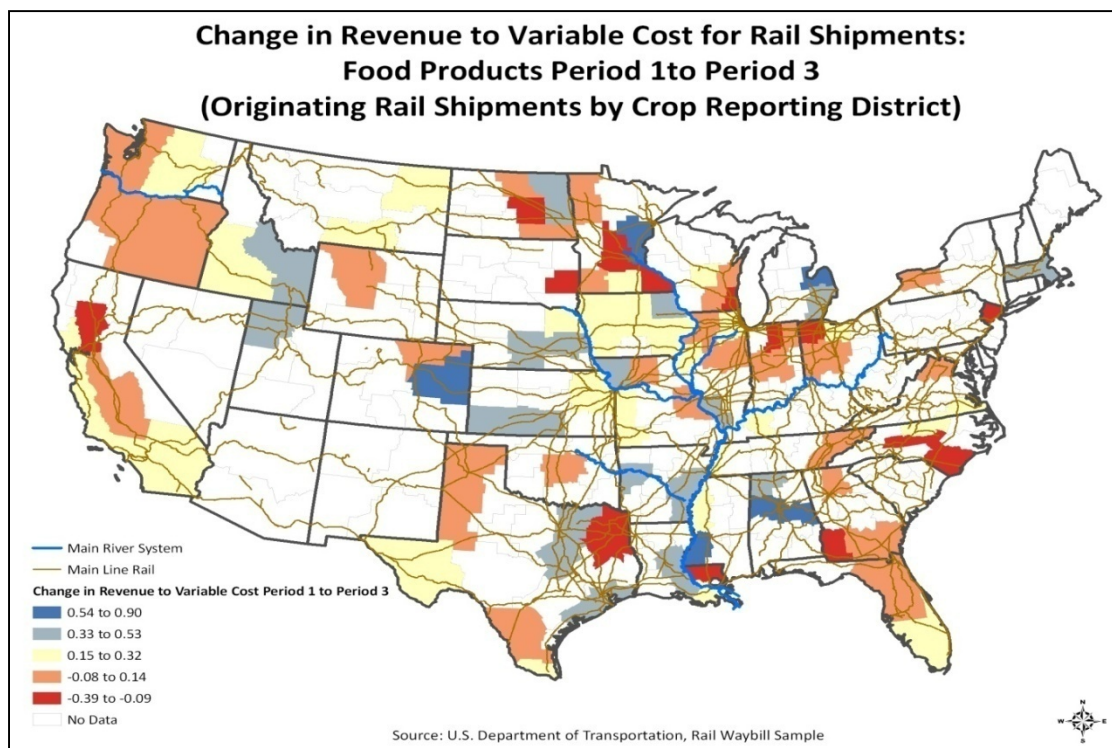 Change in Revenue to Variable Cost for Rail Shipments:
Food Products Period 1to Period 3
(Originating Rail Shipments by Crop Reporting District)
Main River System
Main Line Rail
Change in Revenue to Variable Cost Period 1 to Period 3
0.54 to 0.90
0.33 to 0.53
0.15 to 0.32
-0.08 to 0.14
-0.39 to -0.09
No Data
Source: U.S. Department of Transportation, Rail Waybill Sample
N
W E
S